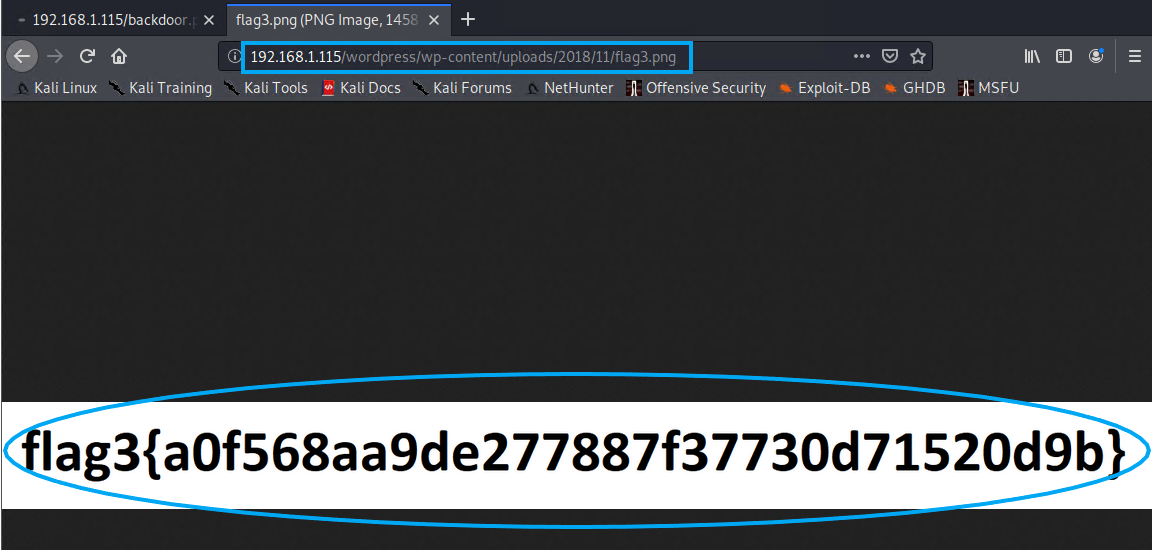 192.168.1.115/backdoor.p
flag3.png (PNG Image, 1458
192.168.1.115/wordpress/wp-content/uploads/2018/11/flag3.png
Kali Linux Kali Training Kali Tools Kali Docs Kali Forums NetHunter Offensive Security Exploit-DB GHDB MSFU
flag3{a0f568aa9de277887f37730d71520d9b}